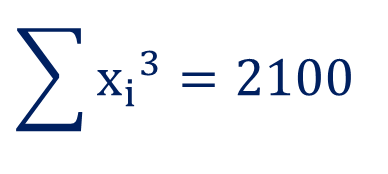 ∑ xᵢ³ = 2100